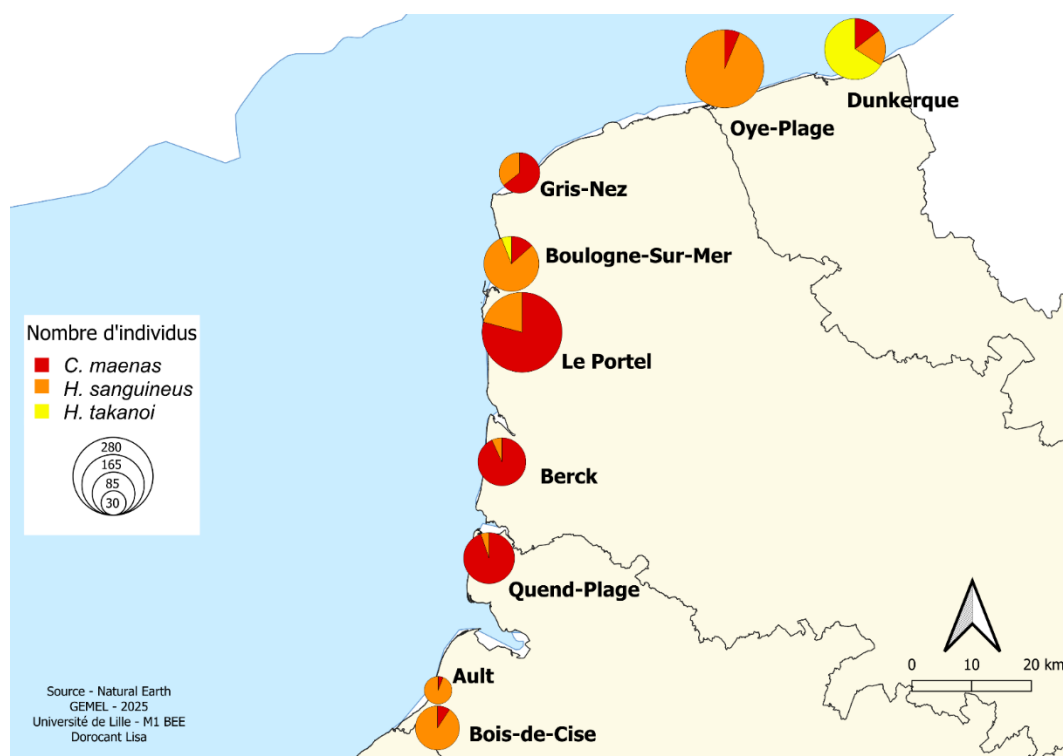 Dunkerque
Oye-Plage
Gris-Nez
Boulogne-Sur-Mer
Le Portel
Berck
Quend-Plage
Ault
Bois-de-Cise
Nombre d'individus
C. maenas
H. sanguineus
H. takanoi
280
165
85
30
0 10 20 km
Source - Natural Earth
GEMEL - 2025
Université de Lille - M1 BEE
Dorocant Lisa